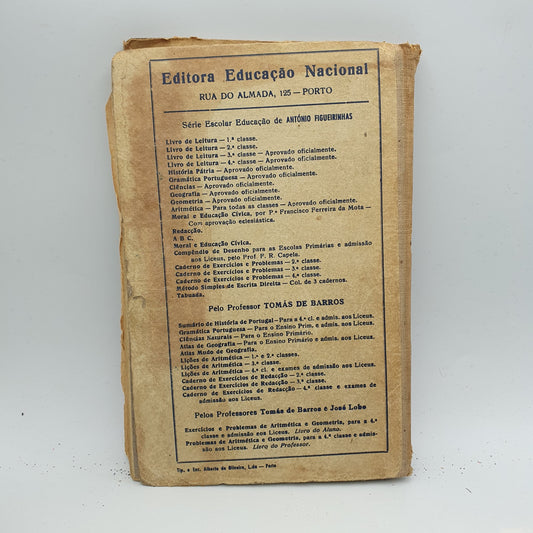 Editora Educação Nacional
RUA DO ALMADA, 125 — PORTO
Série Escolar Educação de ANTÓNIO FIGUEIRINHAS
Livro de Leitura — 1.ª classe.
Livro de Leitura — 2.ª classe.
Livro de Leitura — 3.ª classe — Aprovado oficialmente.
Livro de Leitura — 4.ª classe — Aprovado oficialmente.
História Pátria — Aprovado oficialmente.
Gramática Portuguesa — Aprovado oficialmente.
Ciências — Aprovado oficialmente.
Geografia — Aprovado oficialmente.
Geometria — Aprovado oficialmente.
Aritmética — Para todas as classes — Aprovado oficialmente.
Moral e Educação Cívica, por P.e Francisco Ferreira da Mota —
Com aprovação eclesiástica.
Redacção.
A B C.
Moral e Educação Cívica.
Compêndio de Desenho para as Escolas Primárias e admissão
aos Liceus, pelo Prof. F. R. Capela.
Caderno de Exercícios e Problemas — 2.ª classe.
Caderno de Exercícios e Problemas — 3.ª classe.
Caderno de Exercícios e Problemas — 4.ª classe.
Método Simples de Escrita Direita — Col. de 3 cadernos.
Tabuada.
Pelo Professor TOMÁS DE BARROS
Sumário de História de Portugal — Para a 4.ª cl. e admis. aos Liceus.
Gramática Portuguesa — Para o Ensino Prim. e admis. aos Liceus.
Ciências Naturais — Para o Ensino Primário.
Atlas de Geografia — Para o Ensino Primário e admis. aos Liceus.
Atlas Mudo de Geografia.
Lições de Aritmética — 1.ª e 2.ª classes.
Lições de Aritmética — 3.ª classe.
Lições de Aritmética — 4.ª cl. e exames de admissão aos Liceus.
Caderno de Exercícios de Redacção — 2.ª classe.
Caderno de Exercícios de Redacção — 3.ª classe.
Caderno de Exercícios de Redacção — 4.ª classe e exames de
admissão aos Liceus.
Pelos Professores Tomás de Barros e José Lobo
Exercícios e Problemas de Aritmética e Geometria, para a 4.ª
classe e admissão aos Liceus. Livro do Aluno.
Problemas de Aritmética e Geometria, para a 4.ª classe e admis-
são aos Liceus. Livro do Professor.
Tip. e Enc. Alberto de Oliveira, L.da — Porto